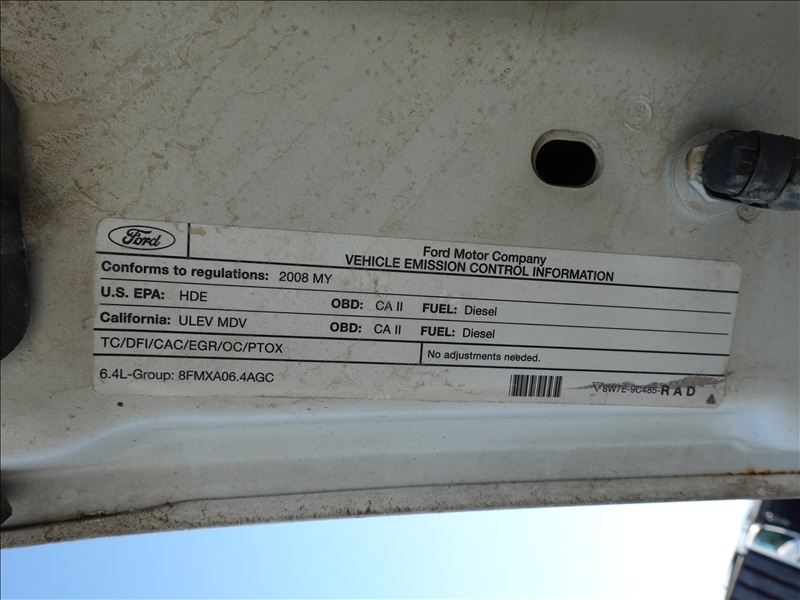 Ford
Ford Motor Company
VEHICLE EMISSION CONTROL INFORMATION
Conforms to regulations: 2008 MY
U.S. EPA: HDE OBD: CA II FUEL: Diesel
California: ULEV MDV OBD: CA II FUEL: Diesel
TC/DFI/CAC/EGR/OC/PTOX No adjustments needed.
6.4L-Group: 8FMXA06.4AGC 8W7E-9C485-RAD